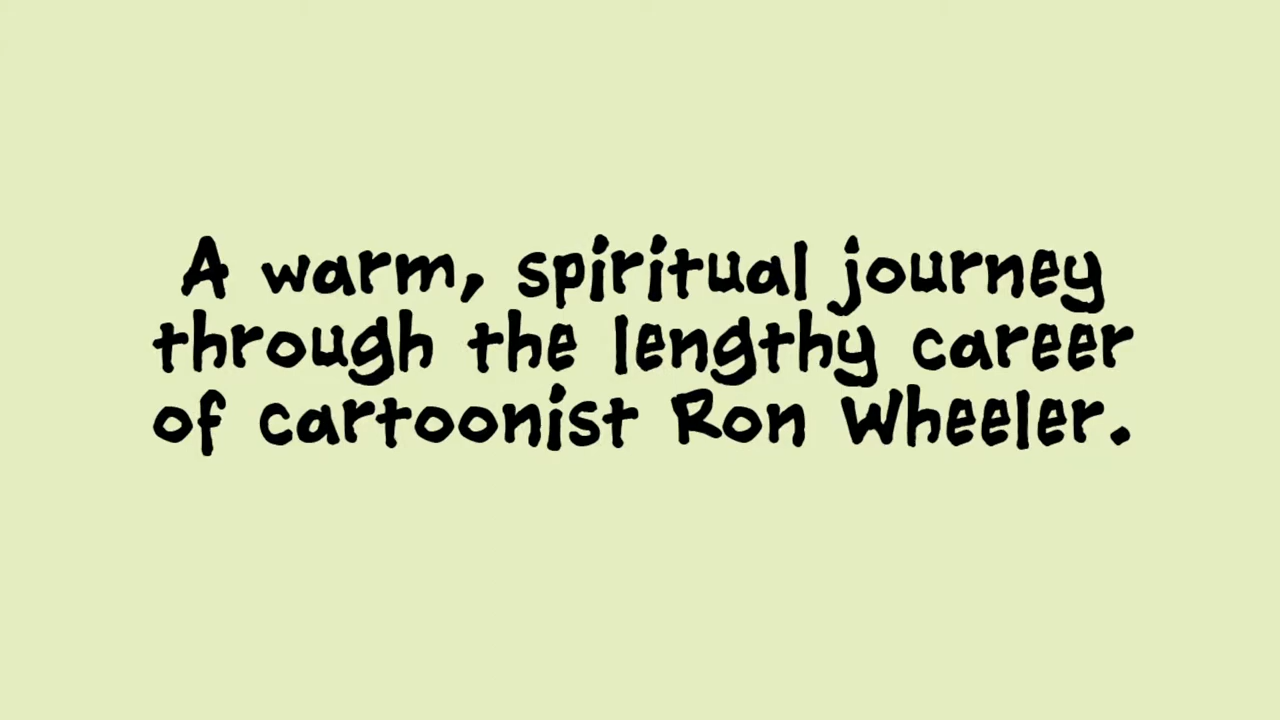 A warm, spiritual journey
through the lengthy career
of cartoonist Ron Wheeler.